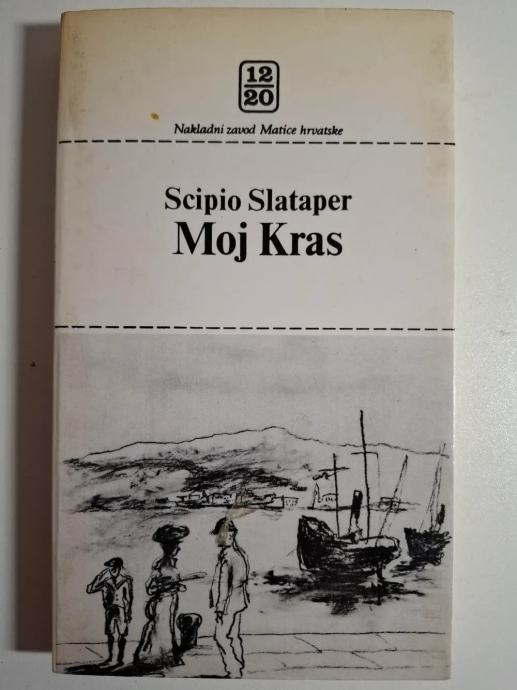 12
20
Nakladni zavod Matice hrvatske
Scipio Slataper
Moj Kras